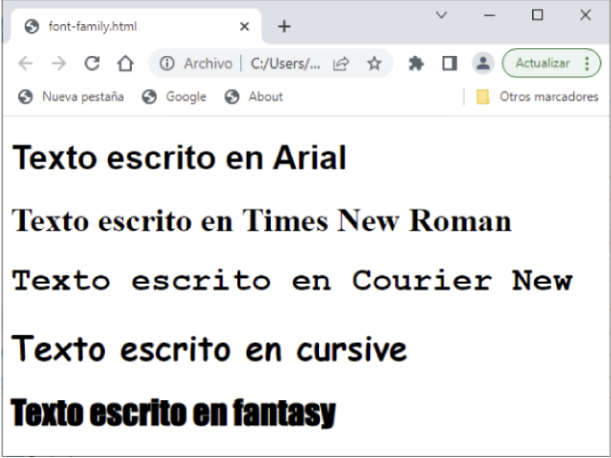 font-family.html
Archivo C:/Users/... Actualizar
Nueva pestaña Google About Otros marcadores
Texto escrito en Arial
Texto escrito en Times New Roman
Texto escrito en Courier New
Texto escrito en cursive
Texto escrito en fantasy